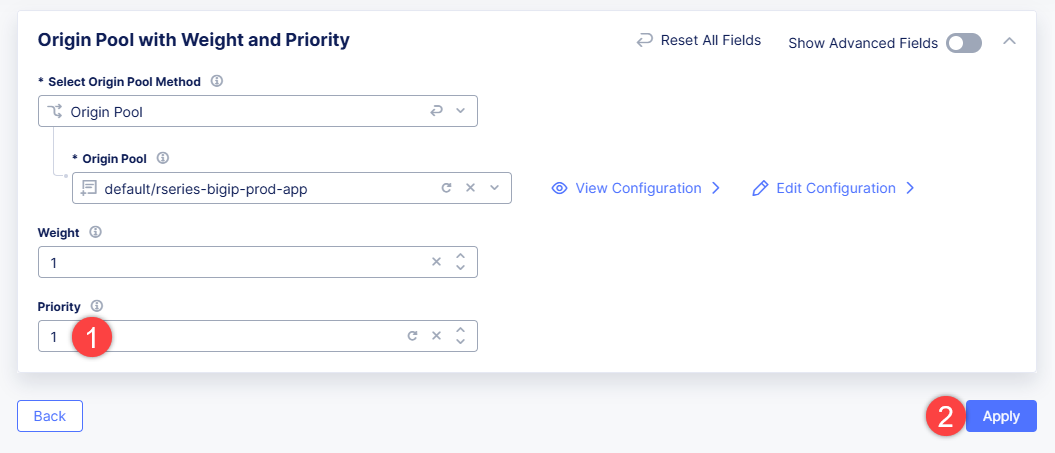 Origin Pool with Weight and Priority
Reset All Fields
Show Advanced Fields
* Select Origin Pool Method
Origin Pool
* Origin Pool
default/rseries-bigip-prod-app
View Configuration
Edit Configuration
Weight
1
Priority
1
1
Back
2
Apply